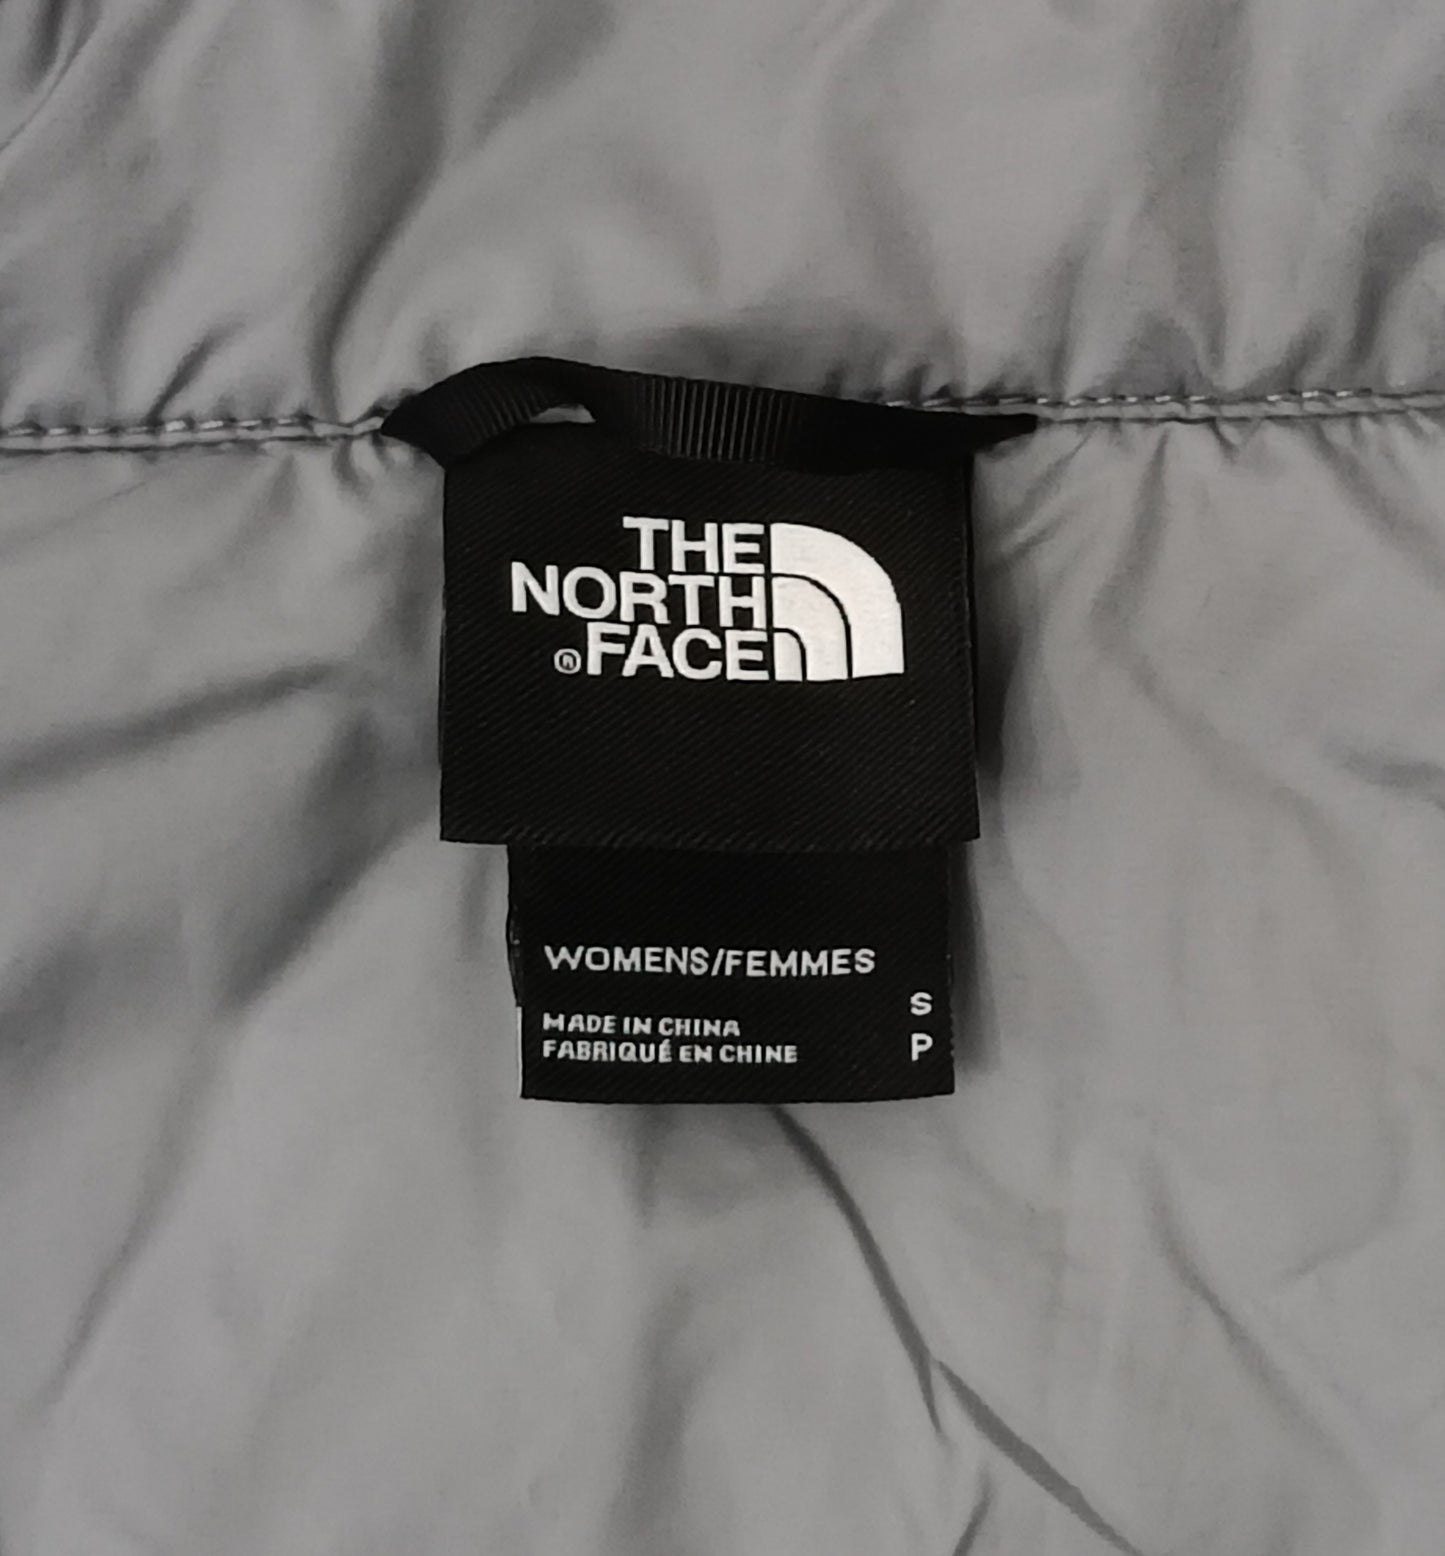 THE
NORTH
®FACE
WOMENS/FEMMES
S
MADE IN CHINA
FABRIQUÉ EN CHINE
P